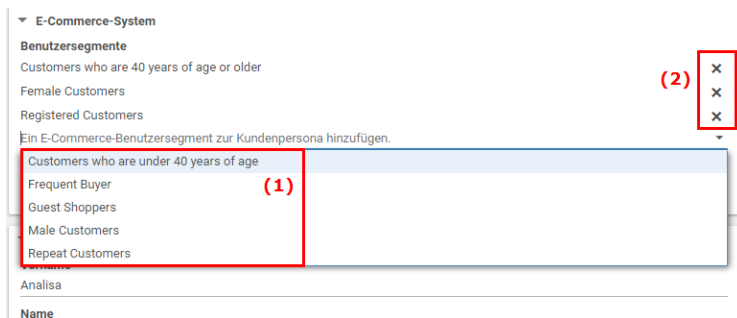 E-Commerce-System
Benutzersegmente
Customers who are 40 years of age or older
(2)
Female Customers
Registered Customers
Ein E-Commerce-Benutzersegment zur Kundenpersona hinzufügen.
Customers who are under 40 years of age
Frequent Buyer
(1)
Guest Shoppers
Male Customers
Repeat Customers
Vorname
Analisa
Name